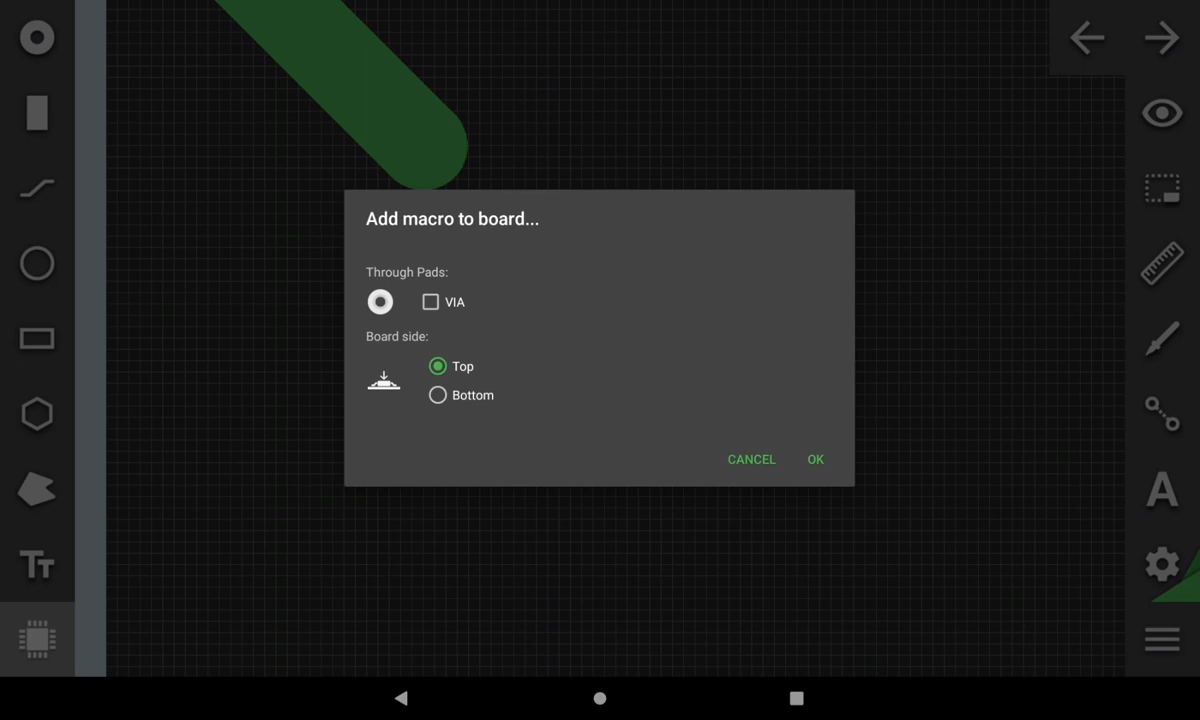 Add macro to board...
Through Pads:
VIA
Board side:
Top
Bottom
CANCEL OK